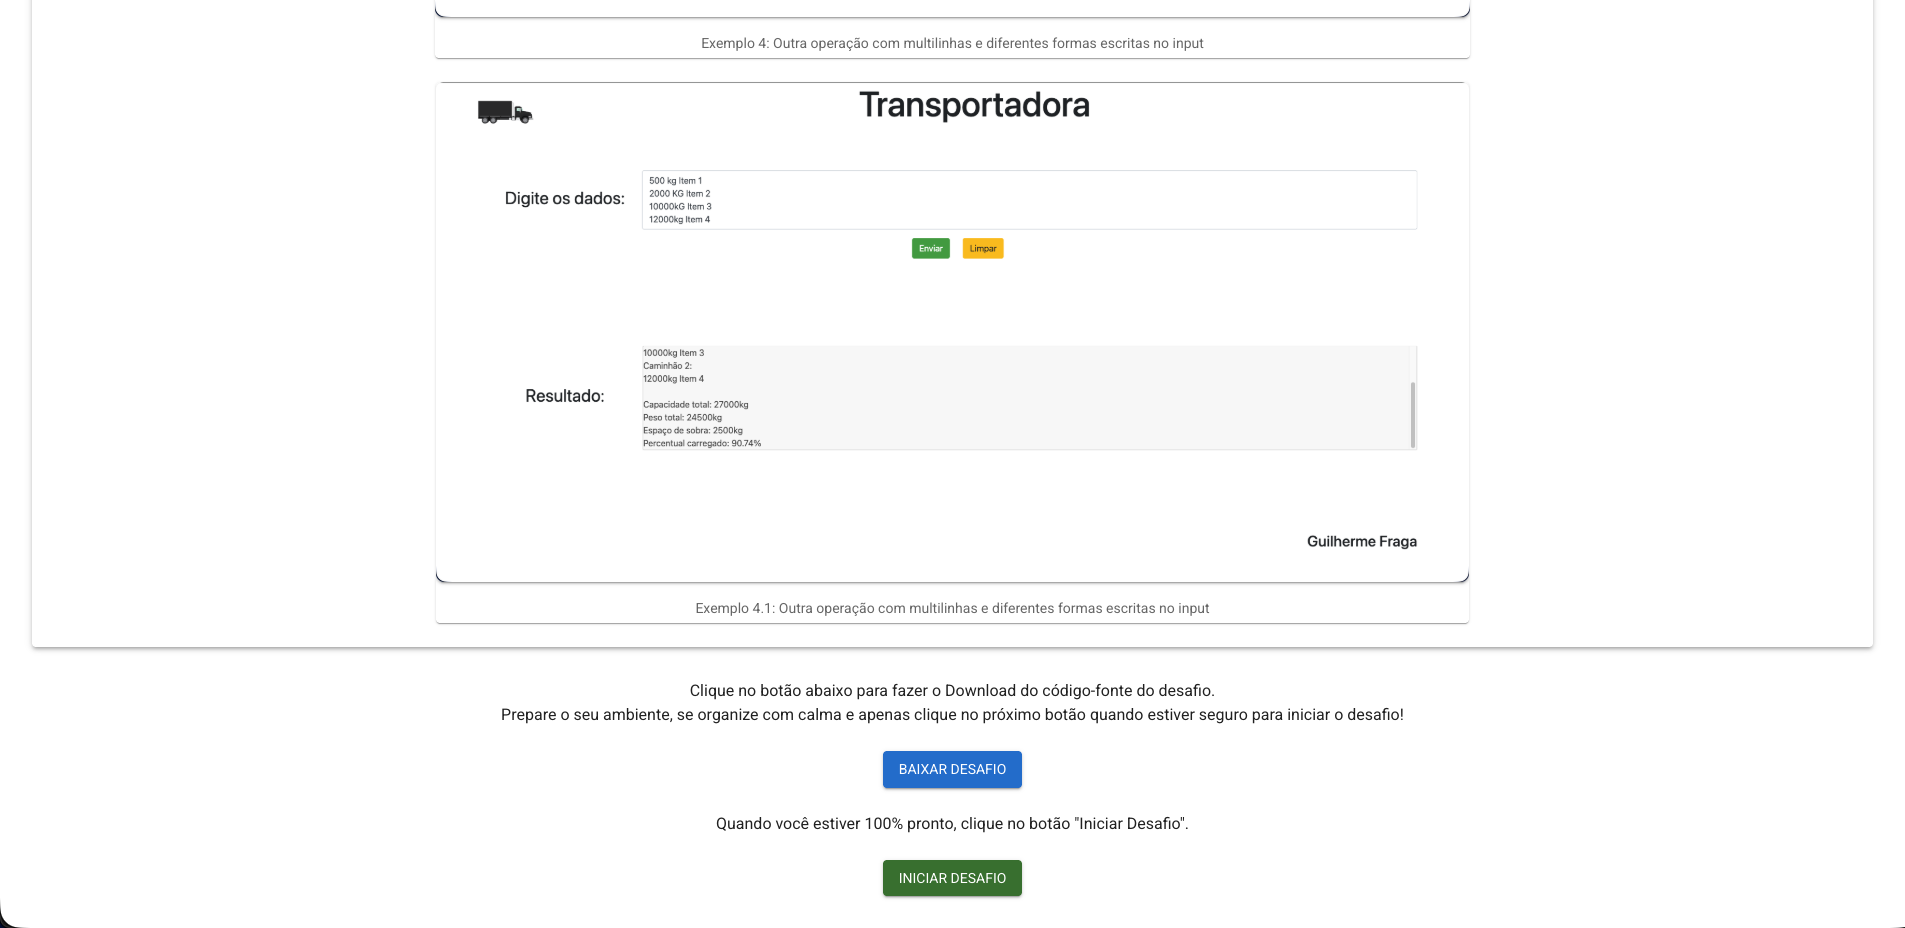 Exemplo 4: Outra operação com multilinhas e diferentes formas escritas no input
Transportadora
Digite os dados:
500 kg Item 1
2000 KG Item 2
10000kG Item 3
12000kg Item 4
Enviar
Limpar
Resultado:
10000kg Item 3
Caminhão 2:
12000kg Item 4
Capacidade total: 27000kg
Peso total: 24500kg
Espaço de sobra: 2500kg
Percentual carregado: 90.74%
Guilherme Fraga
Exemplo 4.1: Outra operação com multilinhas e diferentes formas escritas no input
Clique no botão abaixo para fazer o Download do código-fonte do desafio.
Prepare o seu ambiente, se organize com calma e apenas clique no próximo botão quando estiver seguro para iniciar o desafio!
BAIXAR DESAFIO
Quando você estiver 100% pronto, clique no botão "Iniciar Desafio".
INICIAR DESAFIO